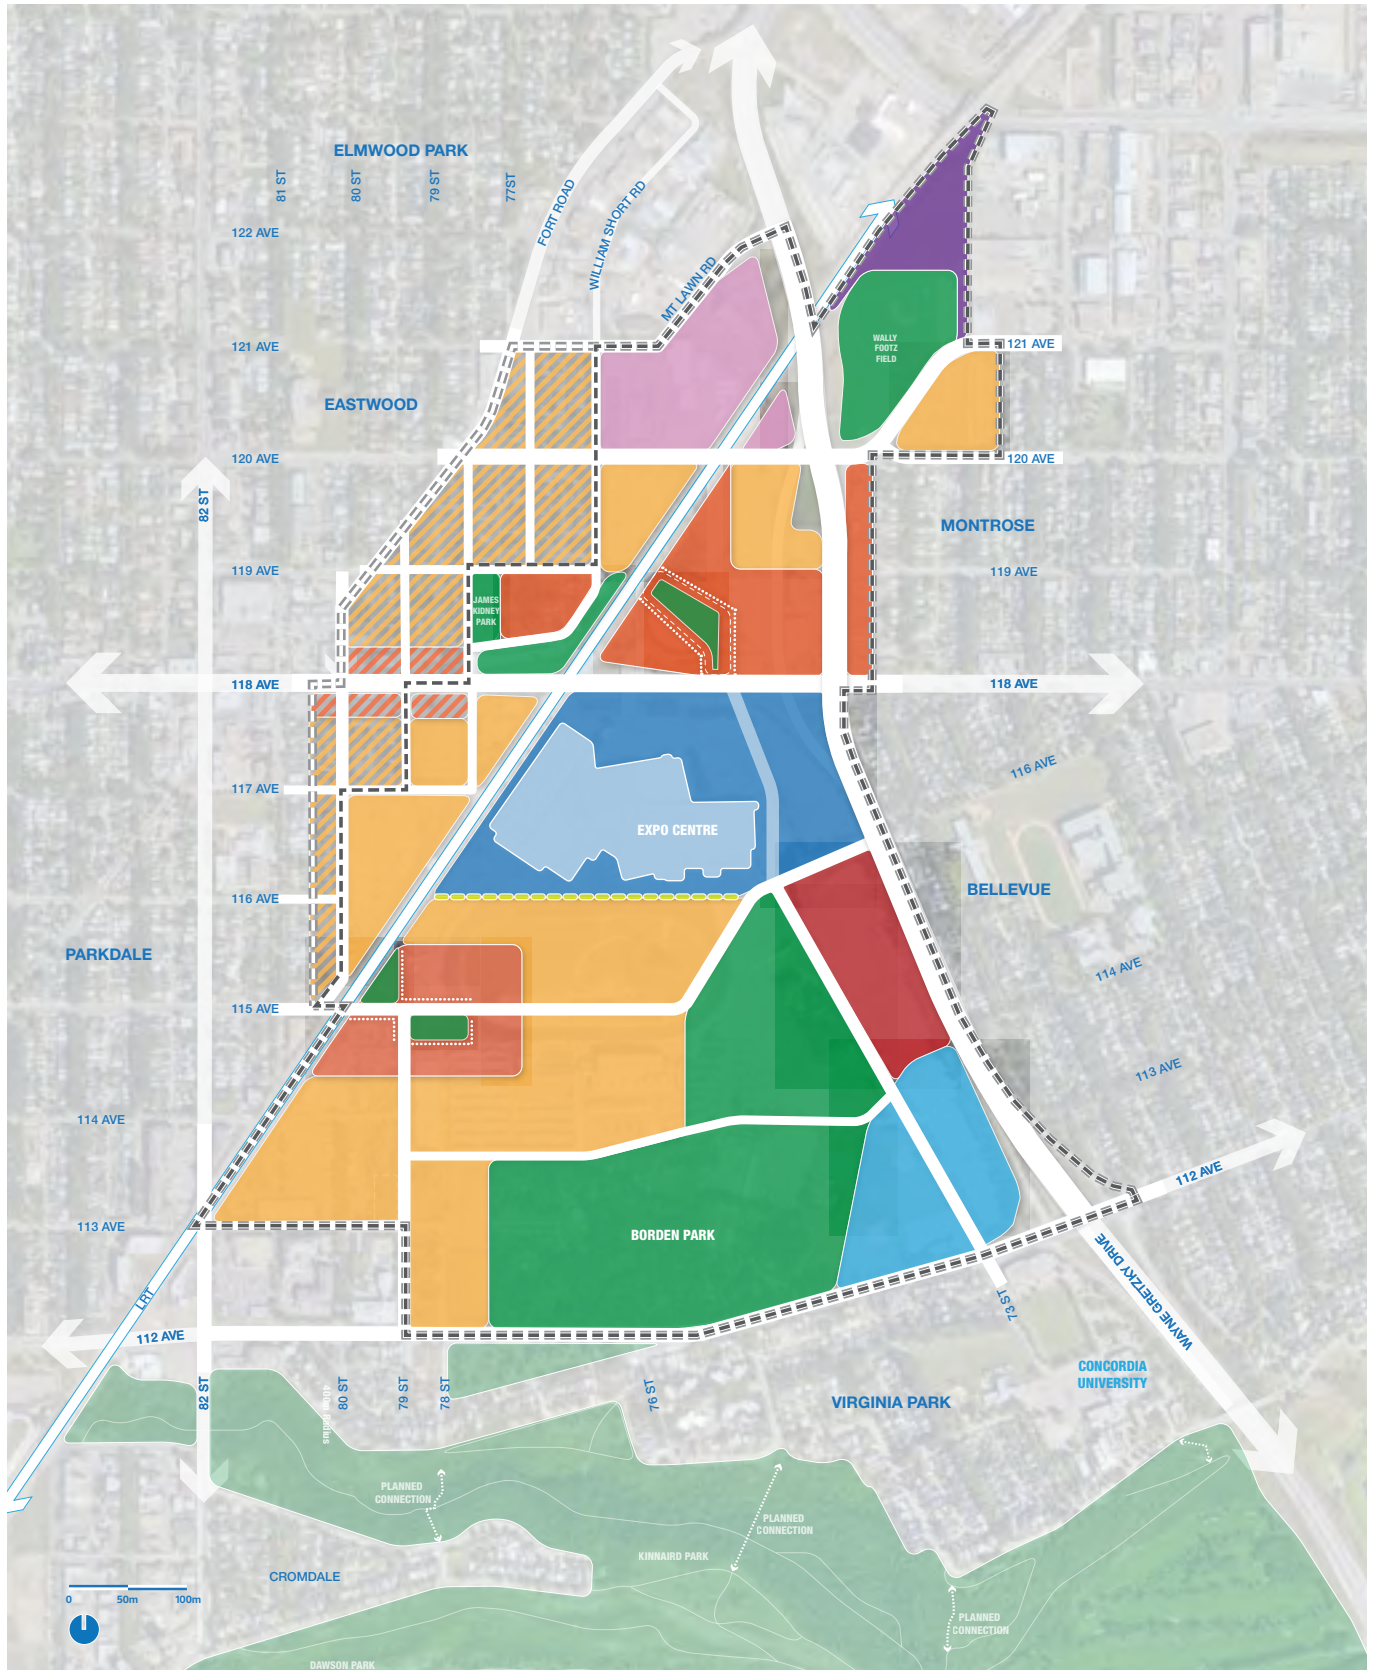 ELMWOOD PARK
81 ST
80 ST
79 ST
77ST
FORT ROAD
WILLIAM SHORT RD
MT LAWN RD
122 AVE
121 AVE
WALLY
FOOTZ
FIELD
121 AVE
EASTWOOD
120 AVE
120 AVE
82 ST
MONTROSE
119 AVE
119 AVE
JAMES
KIDNEY
PARK
118 AVE
118 AVE
116 AVE
117 AVE
EXPO CENTRE
116 AVE
BELLEVUE
PARKDALE
114 AVE
115 AVE
113 AVE
114 AVE
112 AVE
113 AVE
BORDEN PARK
WAYNE GRETZKY DRIVE
LRT
73 ST
112 AVE
CONCORDIA
UNIVERSITY
82 ST
400m Radius
80 ST
79 ST
78 ST
76 ST
VIRGINIA PARK
PLANNED
CONNECTION
PLANNED
CONNECTION
KINNAIRD PARK
CROMDALE
0 50m 100m
PLANNED
CONNECTION
DAWSON PARK